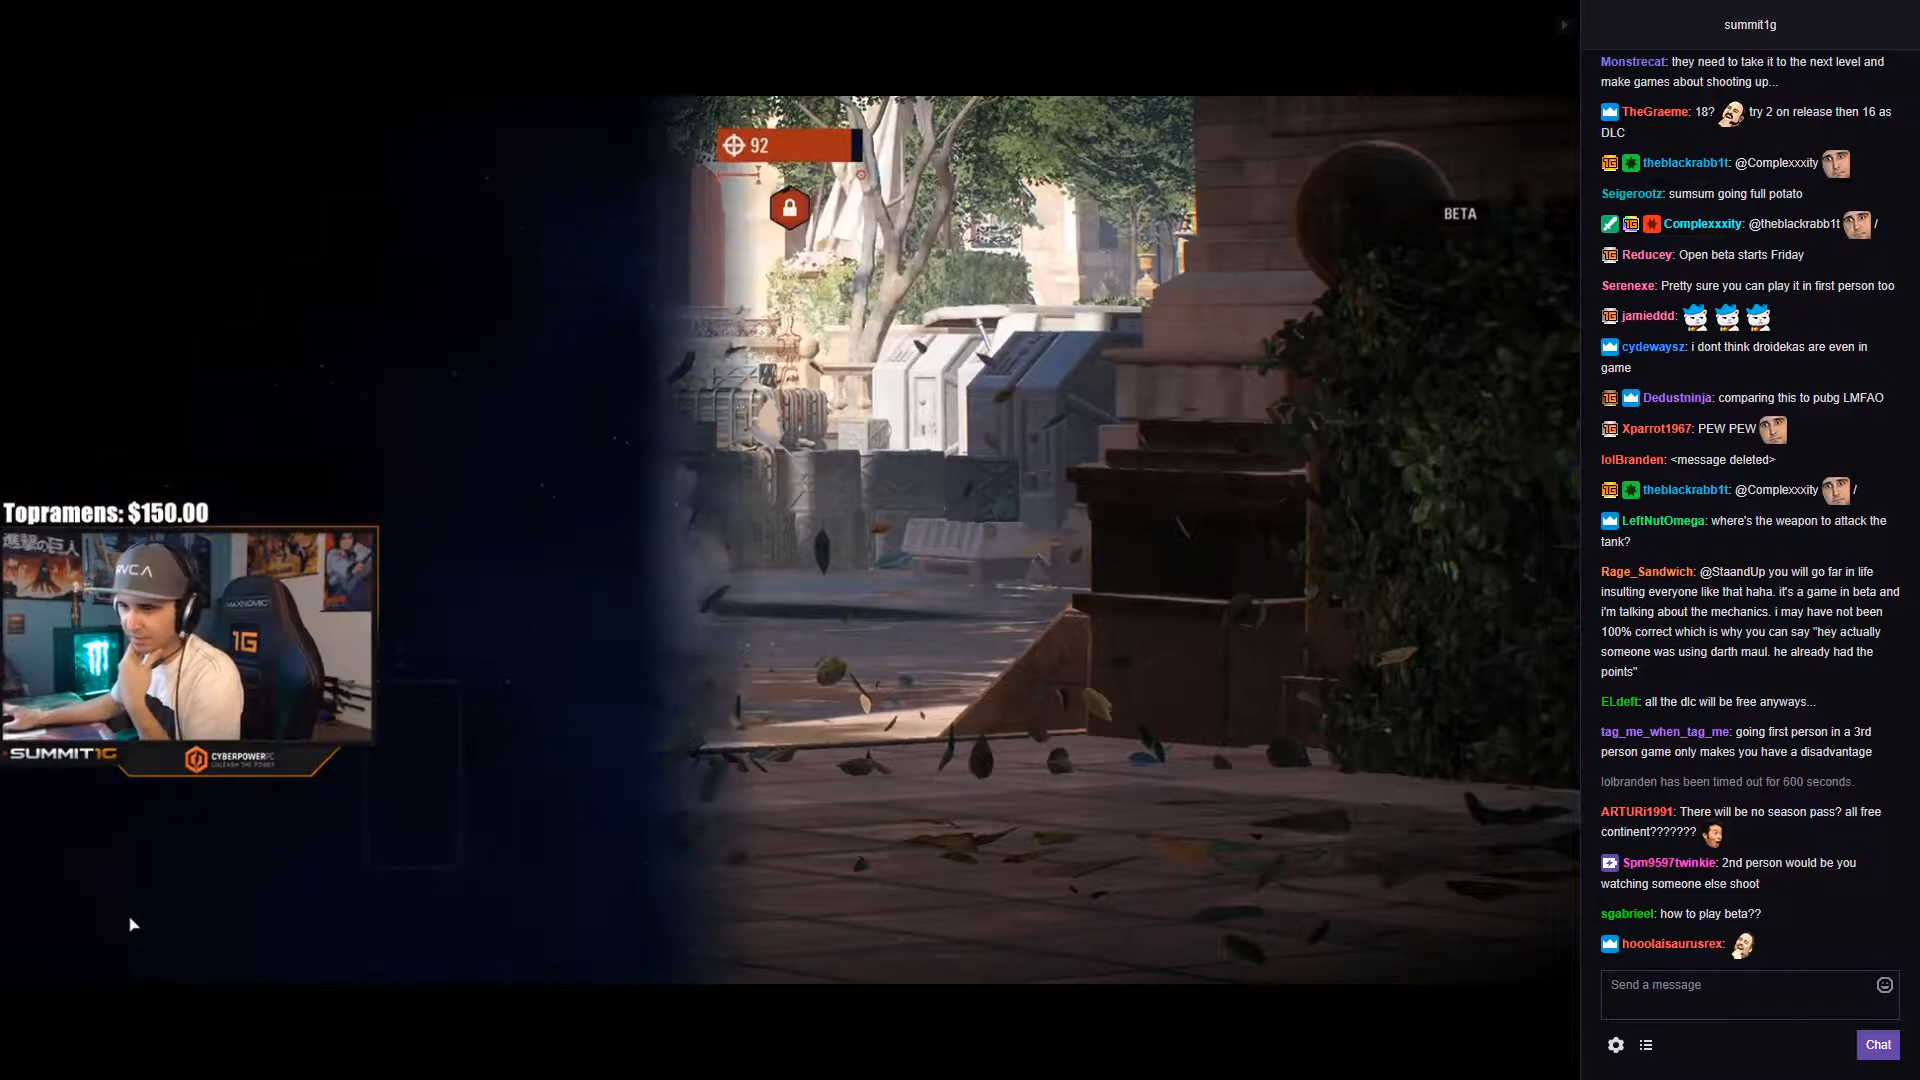 summit1g
Monstrecat: they need to take it to the next level and
make games about shooting up...
TheGraeme: 18? try 2 on release then 16 as
DLC
theblackrabb1t: @Complexxxity
Seigerootz: sumsum going full potato
Complexxxity: @theblackrabb1t /
Reducey: Open beta starts Friday
Serenexe: Pretty sure you can play it in first person too
jamieddd:
cydewaysz: i dont think droidekas are even in
game
Dedustninja: comparing this to pubg LMFAO
Xparrot1967: PEW PEW
lolBranden: <message deleted>
theblackrabb1t: @Complexxxity /
LeftNutOmega: where's the weapon to attack the
tank?
Rage_Sandwich: @StaandUp you will go far in life
insulting everyone like that haha. it's a game in beta and
i'm talking about the mechanics. i may have not been
100% correct which is why you can say "hey actually
someone was using darth maul. he already had the
points"
ELdeft: all the dlc will be free anyways...
tag_me_when_tag_me: going first person in a 3rd
person game only makes you have a disadvantage
lolbranden has been timed out for 600 seconds.
ARTURi1991: There will be no season pass? all free
continent???????
Spm9597twinkie: 2nd person would be you
watching someone else shoot
sgabrieel: how to play beta??
hooolaisaurusrex:
Send a message
Chat
92
BETA
Topramens: $150.00
進撃の巨人
RVCA
MAXNOMIC
1G
SUMMIT1G
CYBERPOWERPC
UNLEASH THE POWER